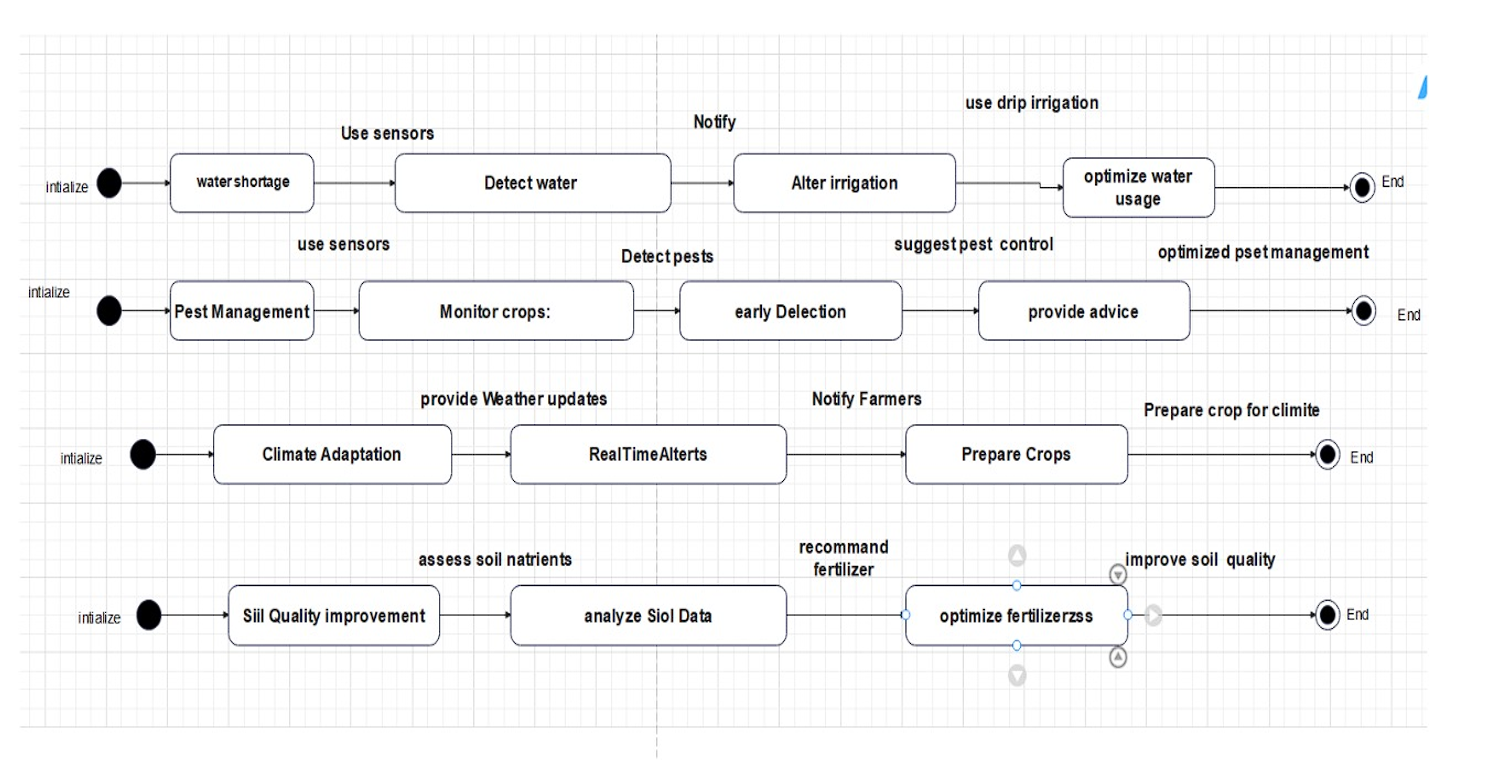 use drip irrigation
Notify
Use sensors
intialize
water shortage
Detect water
Alter irrigation
optimize water
usage
End
use sensors
Detect pests
suggest pest control
optimized pset management
intialize
Pest Management
Monitor crops:
early Delection
provide advice
End
provide Weather updates
Notify Farmers
Prepare crop for climite
intialize
Climate Adaptation
RealTimeAlterts
Prepare Crops
End
assess soil natrients
recommand
fertilizer
improve soil quality
intialize
Siil Quality improvement
analyze Siol Data
optimize fertilizerzss
End